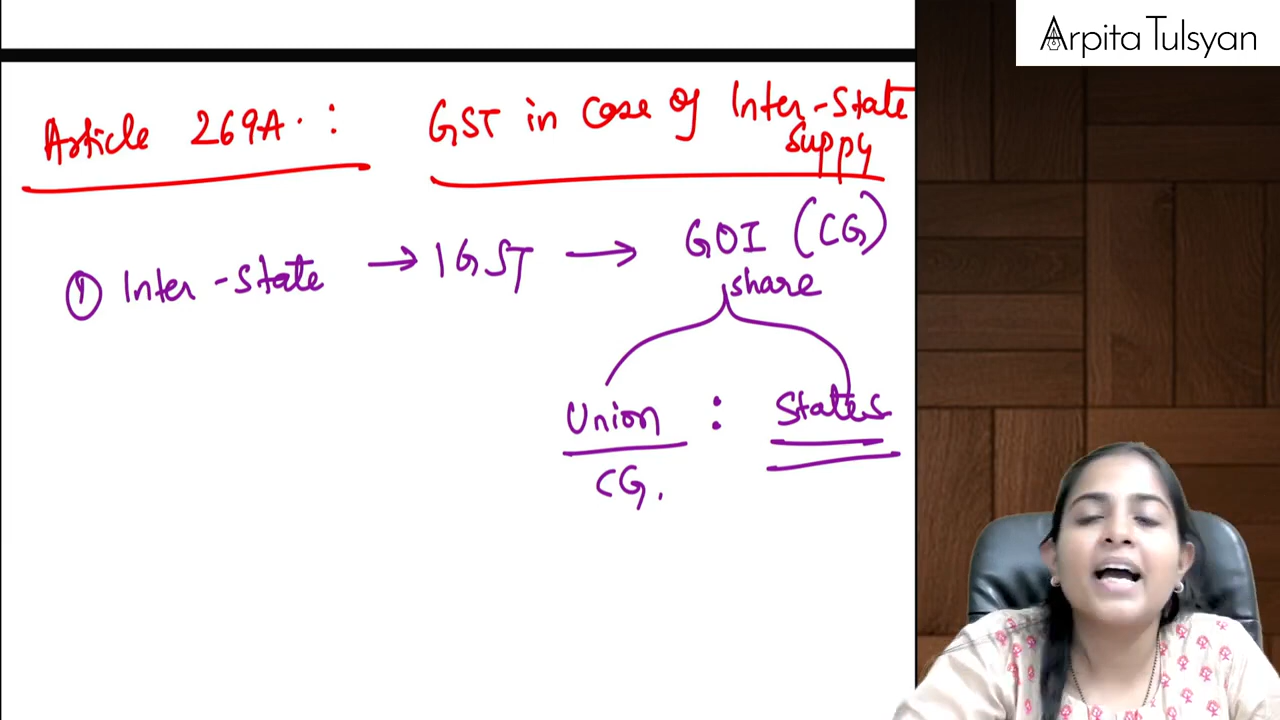 Arpita Tulsyan
Article 269A. : GST in case of Inter-State
Suppy
① Inter-state → IGST → GOI (CG)
share
Union : States
CG.